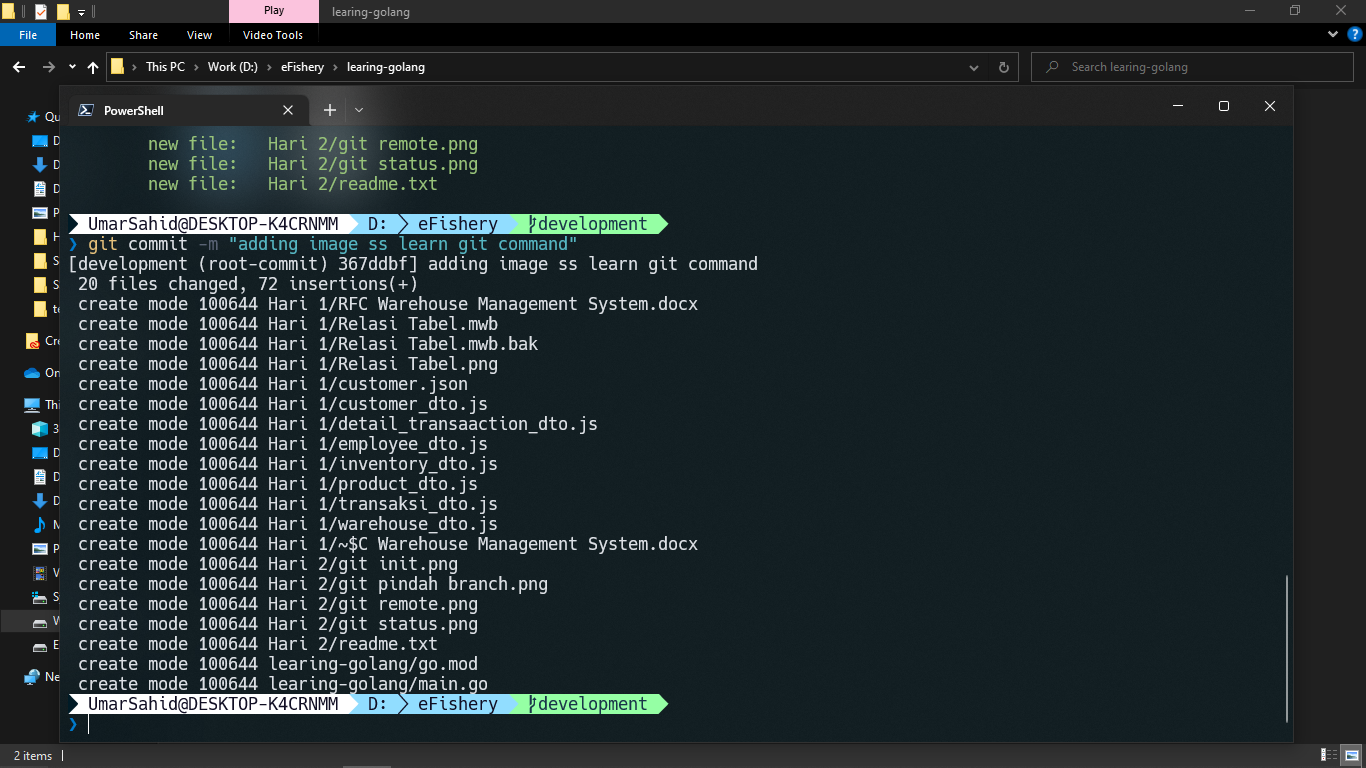 Play
learing-golang
File
Home
Share
View
Video Tools
This PC
Work (D:)
eFishery
learing-golang
Search learing-golang
PowerShell
new file:   Hari 2/git remote.png
new file:   Hari 2/git status.png
new file:   Hari 2/readme.txt
UmarSahid@DESKTOP-K4CRNMM D: eFishery development
❯ git commit -m "adding image ss learn git command"
[development (root-commit) 367ddbf] adding image ss learn git command
20 files changed, 72 insertions(+)
create mode 100644 Hari 1/RFC Warehouse Management System.docx
create mode 100644 Hari 1/Relasi Tabel.mwb
create mode 100644 Hari 1/Relasi Tabel.mwb.bak
create mode 100644 Hari 1/Relasi Tabel.png
create mode 100644 Hari 1/customer.json
create mode 100644 Hari 1/customer_dto.js
create mode 100644 Hari 1/detail_transaaction_dto.js
create mode 100644 Hari 1/employee_dto.js
create mode 100644 Hari 1/inventory_dto.js
create mode 100644 Hari 1/product_dto.js
create mode 100644 Hari 1/transaksi_dto.js
create mode 100644 Hari 1/warehouse_dto.js
create mode 100644 Hari 1/~$C Warehouse Management System.docx
create mode 100644 Hari 2/git init.png
create mode 100644 Hari 2/git pindah branch.png
create mode 100644 Hari 2/git remote.png
create mode 100644 Hari 2/git status.png
create mode 100644 Hari 2/readme.txt
create mode 100644 learing-golang/go.mod
create mode 100644 learing-golang/main.go
UmarSahid@DESKTOP-K4CRNMM D: eFishery development
❯
2 items